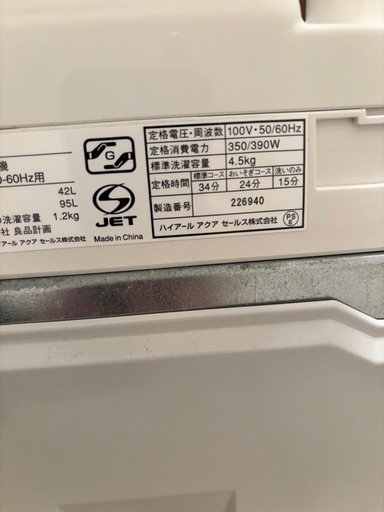 機
0-60Hz用
42L
95L
の洗濯容量 1.2kg
社 良品計画
G
JET
Made in China
定格電圧・周波数 100V・50/60Hz
定格消費電力 350/390W
標準洗濯容量 4.5kg
定格時間 標準コース おいそぎコース 洗いのみ
34分 24分 15分
製造番号 226940
ハイアール アクア セールス株式会社
PS
E